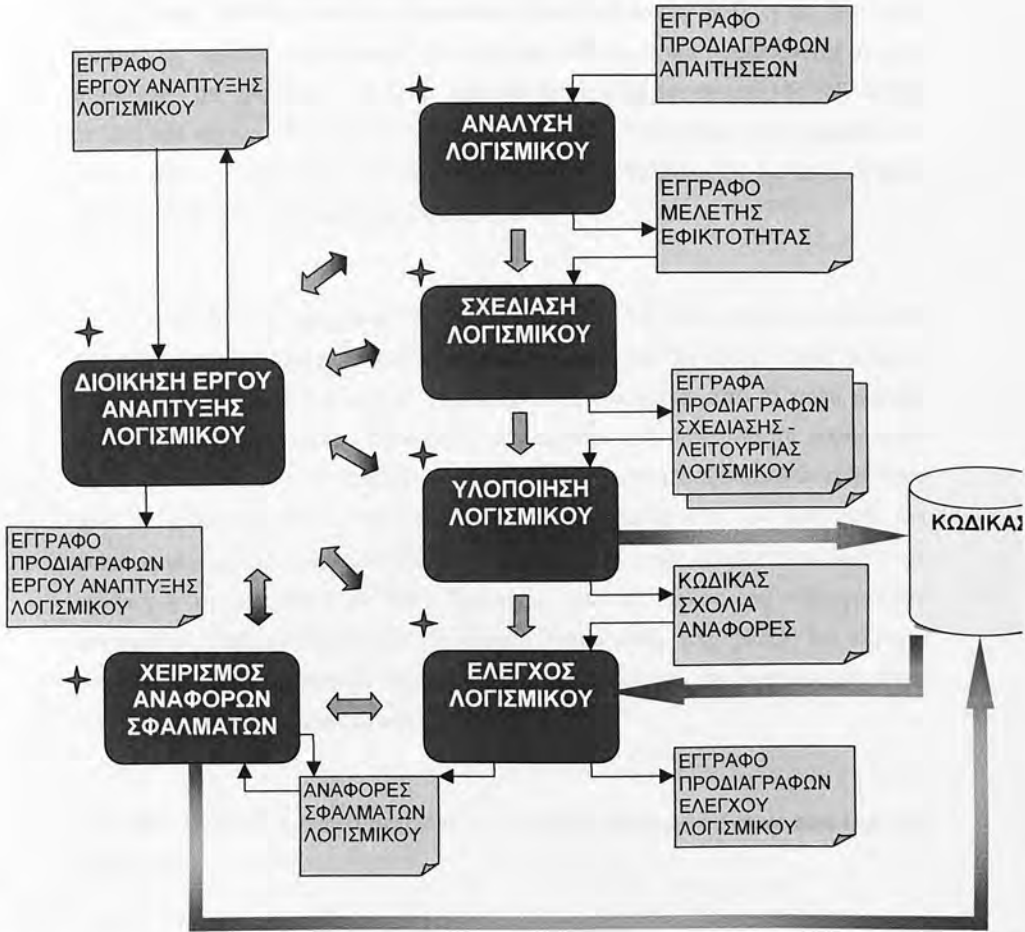 ΕΓΓΡΑΦΟ
ΠΡΟΔΙΑΓΡΑΦΩΝ
ΑΠΑΙΤΗΣΕΩΝ
ΕΓΓΡΑΦΟ
ΕΡΓΟΥ ΑΝΑΠΤΥΞΗΣ
ΛΟΓΙΣΜΙΚΟΥ
ΑΝΑΛΥΣΗ
ΛΟΓΙΣΜΙΚΟΥ
ΕΓΓΡΑΦΟ
ΜΕΛΕΤΗΣ
ΕΦΙΚΤΟΤΗΤΑΣ
ΣΧΕΔΙΑΣΗ
ΛΟΓΙΣΜΙΚΟΥ
ΔΙΟΙΚΗΣΗ ΕΡΓΟΥ
ΑΝΑΠΤΥΞΗΣ
ΛΟΓΙΣΜΙΚΟΥ
ΕΓΓΡΑΦΑ
ΠΡΟΔΙΑΓΡΑΦΩΝ
ΣΧΕΔΙΑΣΗΣ -
ΛΕΙΤΟΥΡΓΙΑΣ
ΛΟΓΙΣΜΙΚΟΥ
ΥΛΟΠΟΙΗΣΗ
ΛΟΓΙΣΜΙΚΟΥ
ΚΩΔΙΚΑΣ
ΕΓΓΡΑΦΟ
ΠΡΟΔΙΑΓΡΑΦΩΝ
ΕΡΓΟΥ ΑΝΑΠΤΥΞΗΣ
ΛΟΓΙΣΜΙΚΟΥ
ΚΩΔΙΚΑΣ
ΣΧΟΛΙΑ
ΑΝΑΦΟΡΕΣ
ΧΕΙΡΙΣΜΟΣ
ΑΝΑΦΟΡΩΝ
ΣΦΑΛΜΑΤΩΝ
ΕΛΕΓΧΟΣ
ΛΟΓΙΣΜΙΚΟΥ
ΑΝΑΦΟΡΕΣ
ΣΦΑΛΜΑΤΩΝ
ΛΟΓΙΣΜΙΚΟΥ
ΕΓΓΡΑΦΟ
ΠΡΟΔΙΑΓΡΑΦΩΝ
ΕΛΕΓΧΟΥ
ΛΟΓΙΣΜΙΚΟΥ